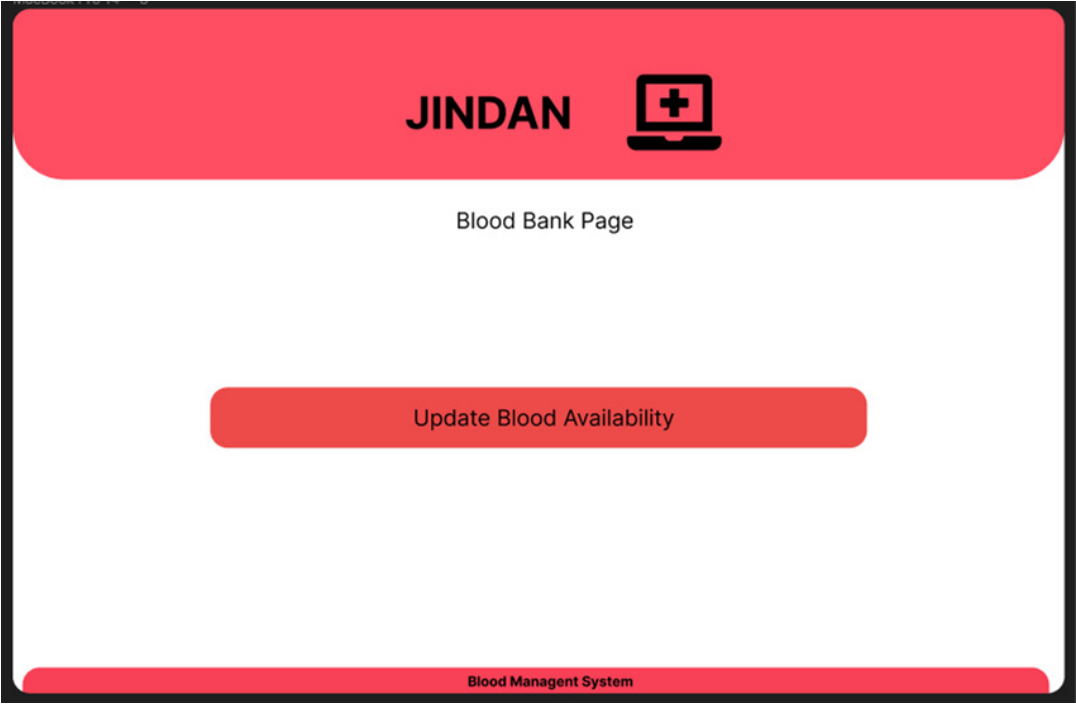 JINDAN
Blood Bank Page
Update Blood Availability
Blood Managent System